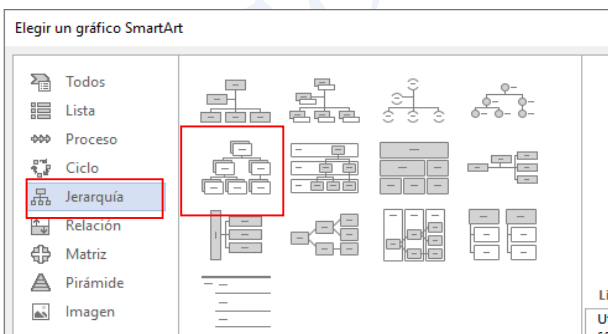 Elegir un gráfico SmartArt
Todos
Lista
Proceso
Ciclo
Jerarquía
Relación
Matriz
Pirámide
Imagen